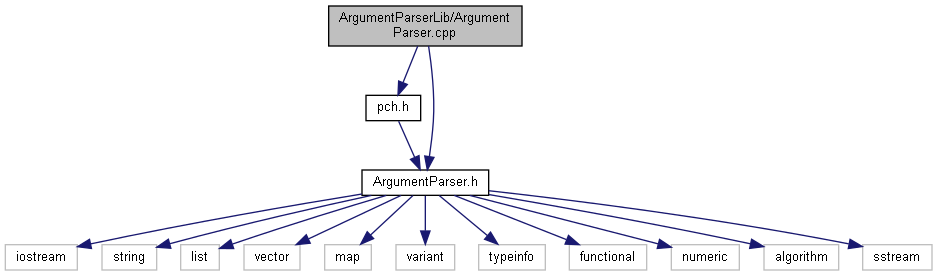 ArgumentParserLib/Argument
Parser.cpp
pch.h
ArgumentParser.h
iostream
string
list
vector
map
variant
typeinfo
functional
numeric
algorithm
sstream